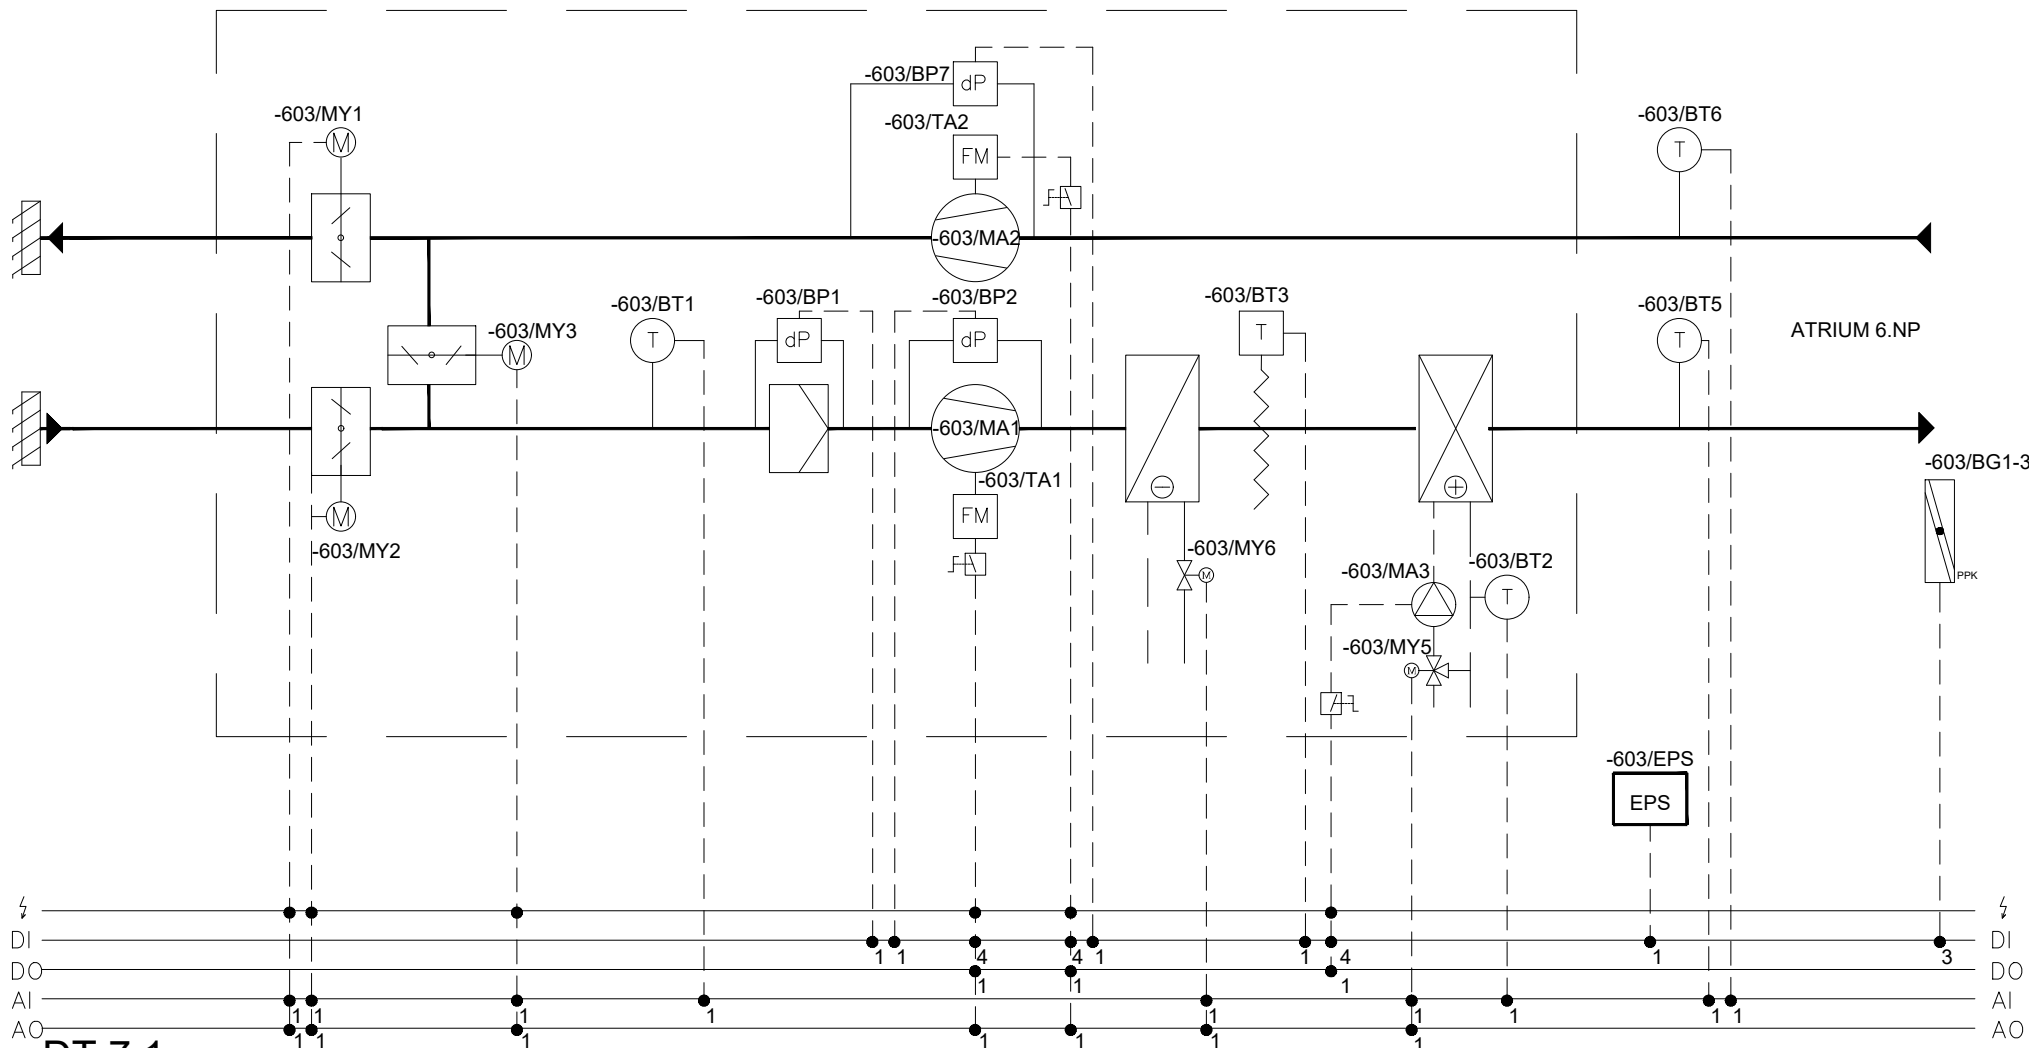 -603/BP7
dP
-603/MY1
M
-603/TA2
FM
-603/BT6
T
-603/MA2
-603/BT1
T
-603/BP1
dP
-603/BP2
dP
-603/BT3
T
-603/BT5
T
ATRIUM 6.NP
-603/MY3
M
-603/MA1
-603/TA1
FM
-603/BG1-3
PPK
M
-603/MY2
-603/MY6
M
-603/MA3
-603/BT2
T
-603/MY5
M
-603/EPS
EPS
DI 1 1 4 4 1 1 4 1 3 DI
DO 1 1 1 DO
AI 1 1 1 1 1 1 1 1 AI
AO 1 1 1 1 1 1 1 AO